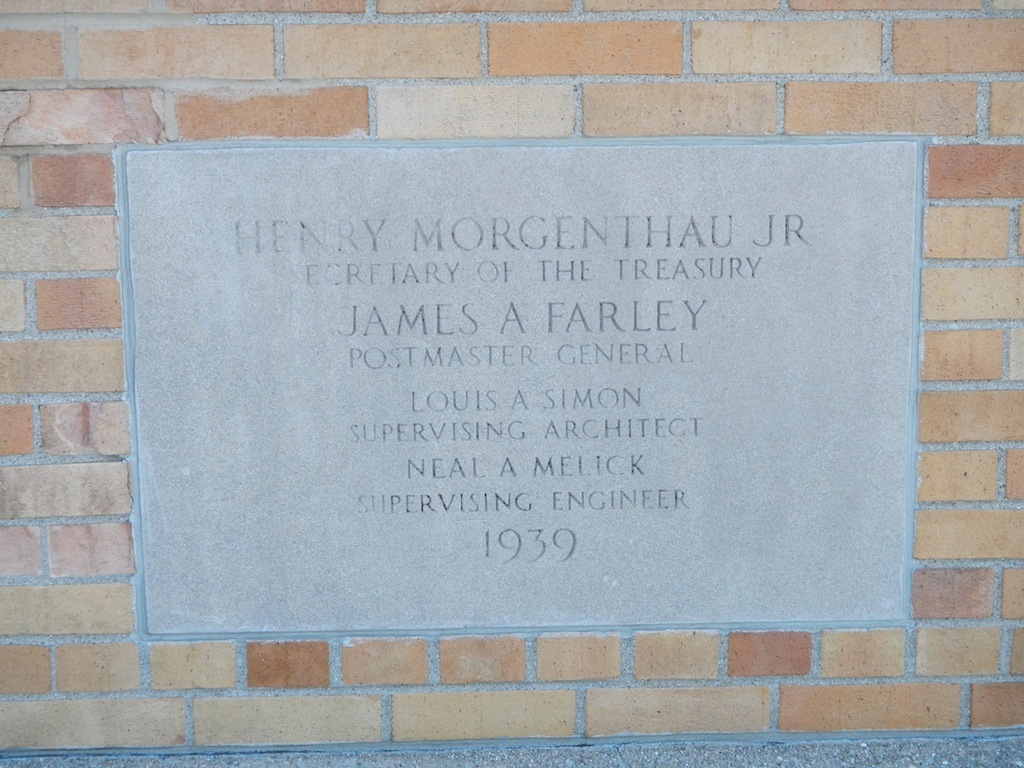 HENRY MORGENTHAU JR
SECRETARY OF THE TREASURY
JAMES A FARLEY
POSTMASTER GENERAL
LOUIS A SIMON
SUPERVISING ARCHITECT
NEAL A MELICK
SUPERVISING ENGINEER
1939